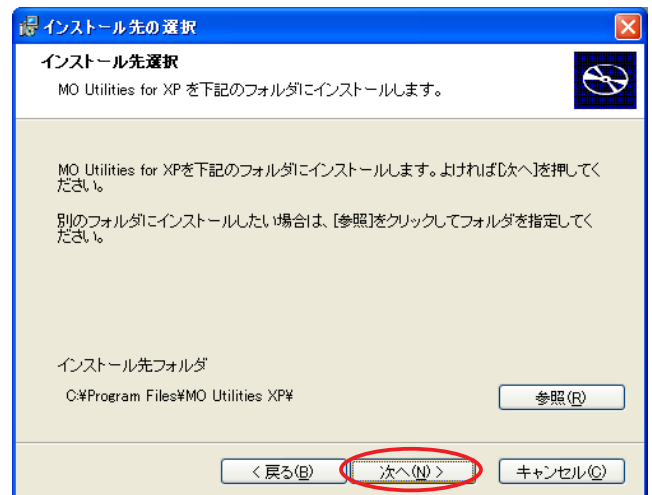 インストール先の選択
インストール先選択
MO Utilities for XP を下記のフォルダにインストールします。
MO Utilities for XPを下記のフォルダにインストールします。よければ[次へ]を押してく
ださい。
別のフォルダにインストールしたい場合は、[参照]をクリックしてフォルダを指定してく
ださい。
インストール先フォルダ
C:¥Program Files¥MO Utilities XP¥
参照(R)
< 戻る(B)
次へ(N) >
キャンセル(C)